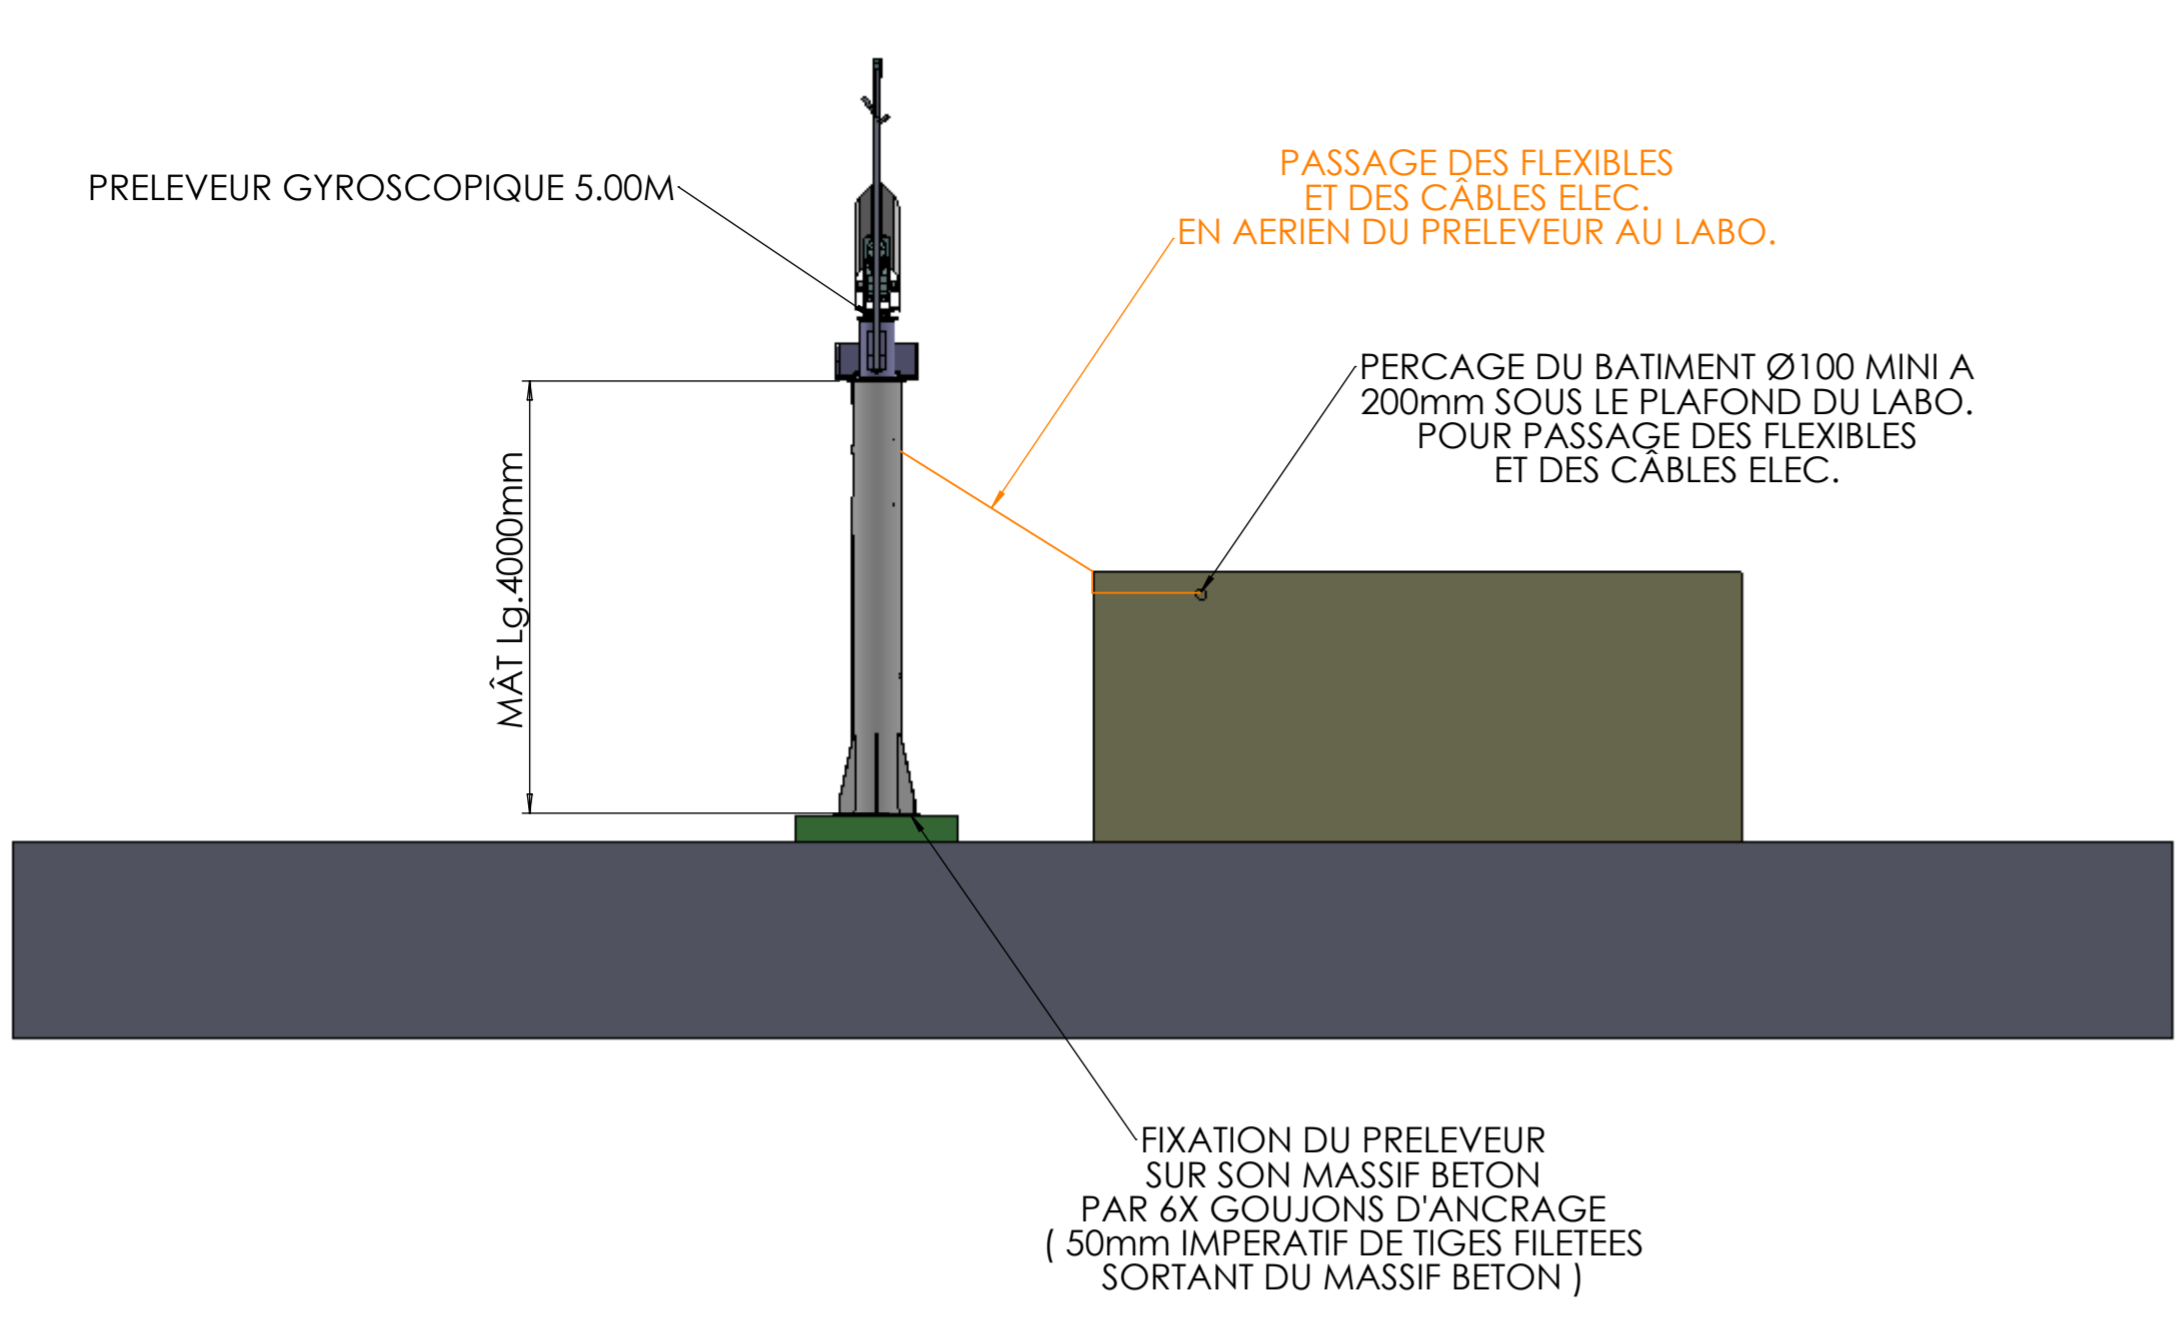 PRELEVEUR GYROSCOPIQUE 5.00M
PASSAGE DES FLEXIBLES
ET DES CÂBLES ELEC.
EN AERIEN DU PRELEVEUR AU LABO.
PERCAGE DU BATIMENT Ø100 MINI A
200mm SOUS LE PLAFOND DU LABO.
POUR PASSAGE DES FLEXIBLES
ET DES CÂBLES ELEC.
MÂT Lg.4000mm
FIXATION DU PRELEVEUR
SUR SON MASSIF BETON
PAR 6X GOUJONS D'ANCRAGE
( 50mm IMPERATIF DE TIGES FILETEES
SORTANT DU MASSIF BETON )